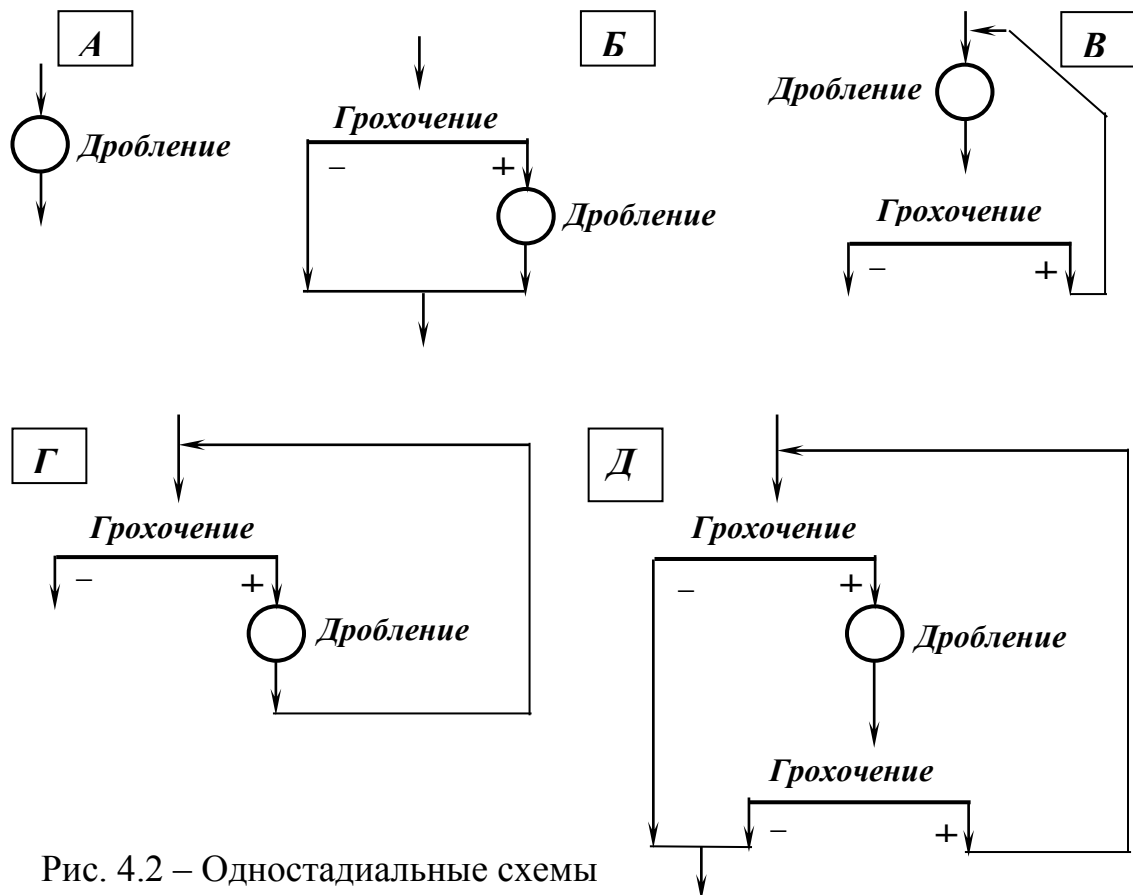 А
Дробление
Б
Грохочение
–
+
Дробление
В
Дробление
Грохочение
–
+
Г
Грохочение
–
+
Дробление
Д
Грохочение
–
+
Дробление
Грохочение
–
+
Рис. 4.2 – Одностадиальные схемы